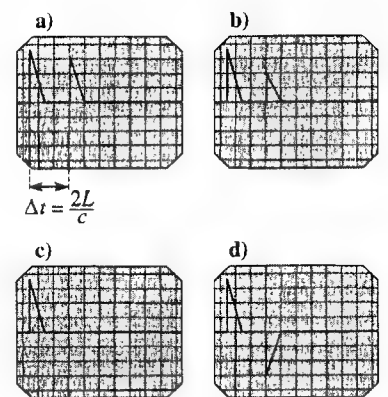 a)
b)
Δt = 2L/c
c)
d)